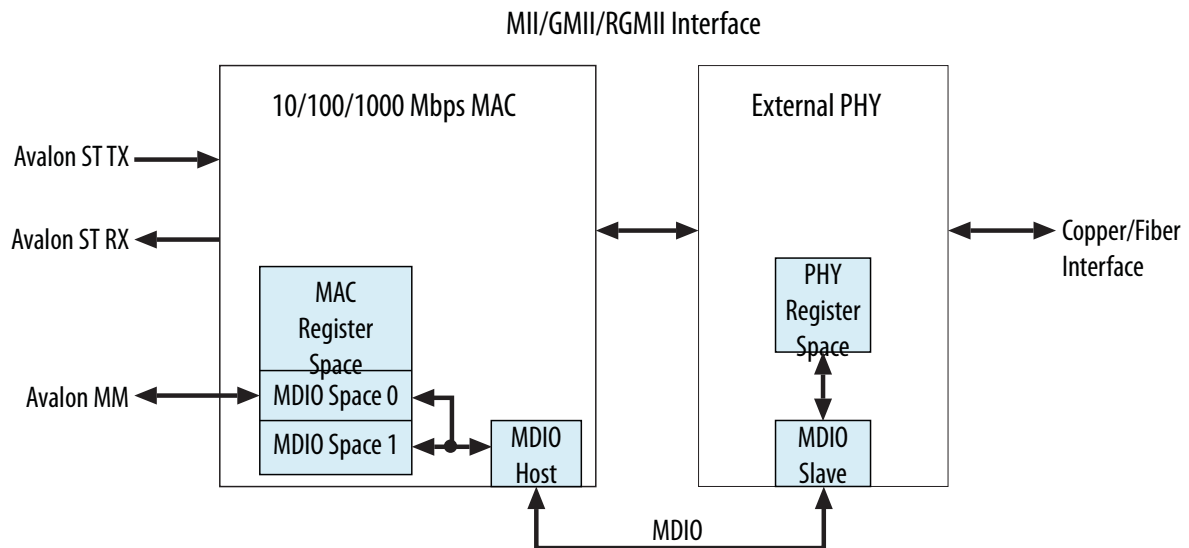 MII/GMII/RGMII Interface
10/100/1000 Mbps MAC
External PHY
Avalon ST TX
Avalon ST RX
Copper/Fiber
Interface
MAC
Register
Space
PHY
Register
Space
Avalon MM
MDIO Space 0
MDIO Space 1
MDIO
Host
MDIO
Slave
MDIO